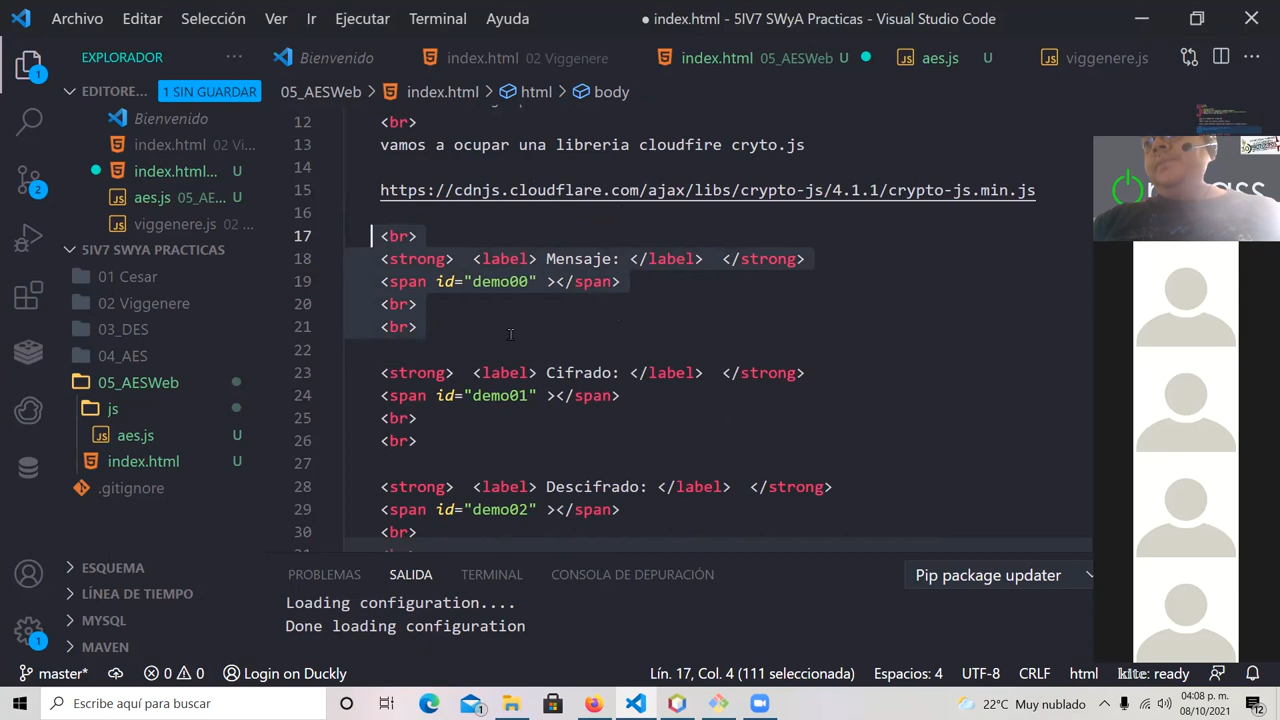 Archivo Editar Selección Ver Ir Ejecutar Terminal Ayuda ● index.html - 5IV7 SWyA Practicas - Visual Studio Code
EXPLORADOR ...
Bienvenido index.html 02 Viggenere index.html 05_AESWeb U aes.js U viggenere.js ...
EDITORE... 1 SIN GUARDAR
Bienvenido
index.html 02 Vi...
index.html... U
aes.js 05_AE... U
viggenere.js 02 ...
5IV7 SWYA PRACTICAS
01 Cesar
02 Viggenere
03_DES
04_AES
05_AESWeb
js
aes.js U
index.html U
.gitignore
ESQUEMA
LÍNEA DE TIEMPO
MYSQL
MAVEN
1
2
1
05_AESWeb > index.html > html > body
12 <br>
13 vamos a ocupar una libreria cloudfire cryto.js
14
15 https://cdnjs.cloudflare.com/ajax/libs/crypto-js/4.1.1/crypto-js.min.js
16
17 <br>
18 <strong> <label> Mensaje: </label> </strong>
19 <span id="demo00" ></span>
20 <br>
21 <br>
22
23 <strong> <label> Cifrado: </label> </strong>
24 <span id="demo01" ></span>
25 <br>
26 <br>
27
28 <strong> <label> Descifrado: </label> </strong>
29 <span id="demo02" ></span>
30 <br>
PROBLEMAS SALIDA TERMINAL CONSOLA DE DEPURACIÓN Pip package updater
Loading configuration....
Done loading configuration
master* 0 0 Login on Duckly Lín. 17, Col. 4 (111 seleccionada) Espacios: 4 UTF-8 CRLF html kite: ready
Escribe aquí para buscar 1 22°C Muy nublado 04:08 p. m.
08/10/2021 12